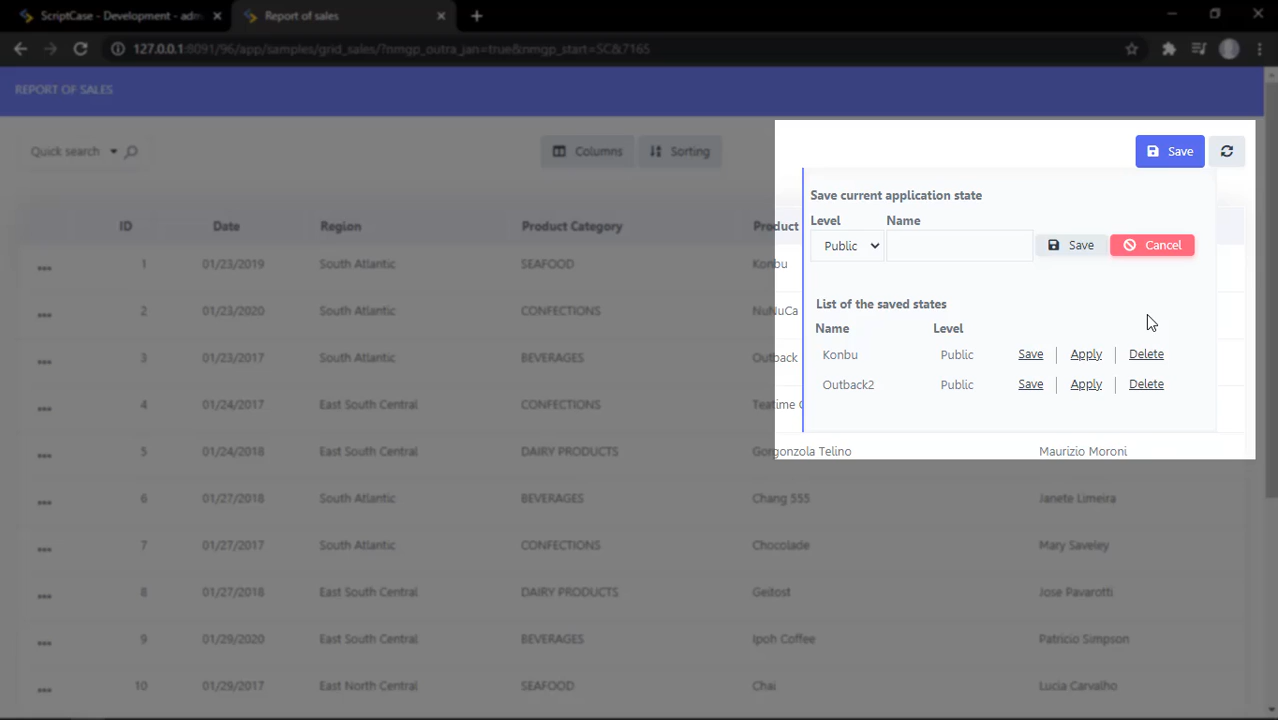 ScriptCase - Development - adm
Report of sales
127.0.0.1:8091/96/app/samples/grid_sales/?nmgp_outra_jan=true&nmgp_start=SC&7165
REPORT OF SALES
Quick search
Columns
Sorting
Save
Save current application state
Level Name
Public Save Cancel
List of the saved states
Name Level
Konbu Public Save Apply Delete
Outback2 Public Save Apply Delete
ID Date Region Product Category Product
1 01/23/2019 South Atlantic SEAFOOD Konbu
2 01/23/2020 South Atlantic CONFECTIONS NuNuCa
3 01/23/2017 South Atlantic BEVERAGES Outback
4 01/24/2017 East South Central CONFECTIONS Teatime
5 01/24/2018 East South Central DAIRY PRODUCTS Gorgonzola Telino Maurizio Moroni
6 01/27/2018 South Atlantic BEVERAGES Chang 555 Janete Limeira
7 01/27/2017 South Atlantic CONFECTIONS Chocolade Mary Saveley
8 01/27/2018 East South Central DAIRY PRODUCTS Geitost Jose Pavarotti
9 01/29/2020 East South Central BEVERAGES Ipoh Coffee Patricio Simpson
10 01/29/2017 East North Central SEAFOOD Chai Lucia Carvalho